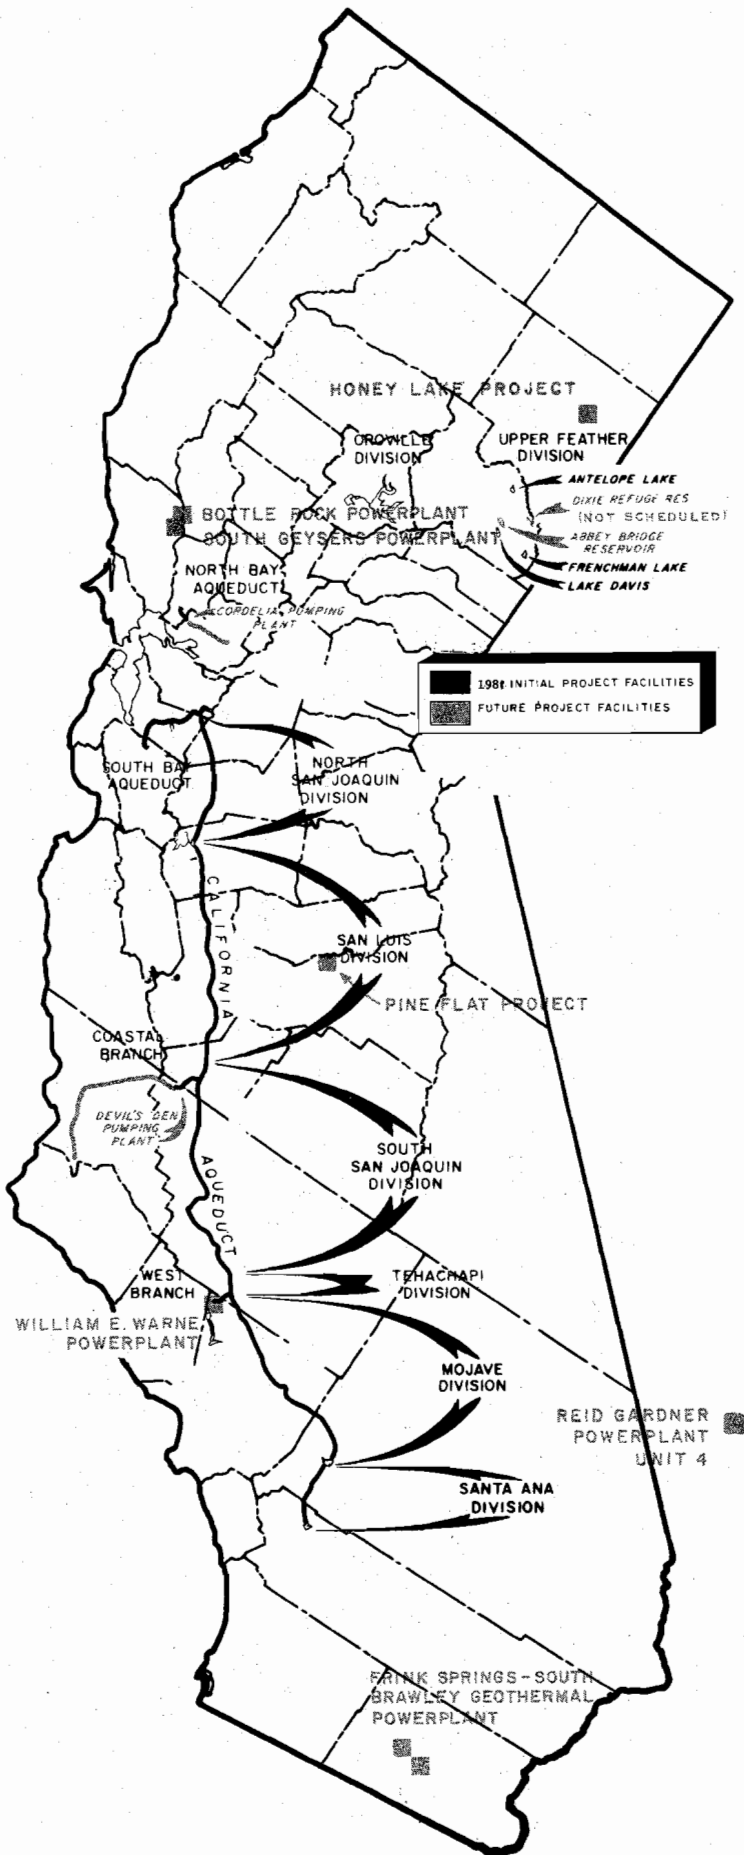 HONEY LAKE PROJECT
OROVILLE
DIVISION
UPPER FEATHER
DIVISION
ANTELOPE LAKE
DIXIE REFUGE RES
(NOT SCHEDULED)
ABBEY BRIDGE
RESERVOIR
FRENCHMAN LAKE
LAKE DAVIS
BOTTLE ROCK POWERPLANT
SOUTH GEYSERS POWERPLANT
NORTH BAY
AQUEDUCT
CORDELIA PUMPING
PLANT
INITIAL PROJECT FACILITIES
FUTURE PROJECT FACILITIES
SOUTH BAY
AQUEDUCT
NORTH
SAN JOAQUIN
DIVISION
CALIFORNIA
SAN LUIS
DIVISION
PINE FLAT PROJECT
COASTAL
BRANCH
DEVIL'S DEN
PUMPING
PLANT
SOUTH
SAN JOAQUIN
DIVISION
AQUEDUCT
WEST
BRANCH
TEHACHAPI
DIVISION
WILLIAM E. WARNE
POWERPLANT
MOJAVE
DIVISION
REID GARDNER
POWERPLANT
UNIT 4
SANTA ANA
DIVISION
FRINK SPRINGS-SOUTH
BRAWLEY GEOTHERMAL
POWERPLANT